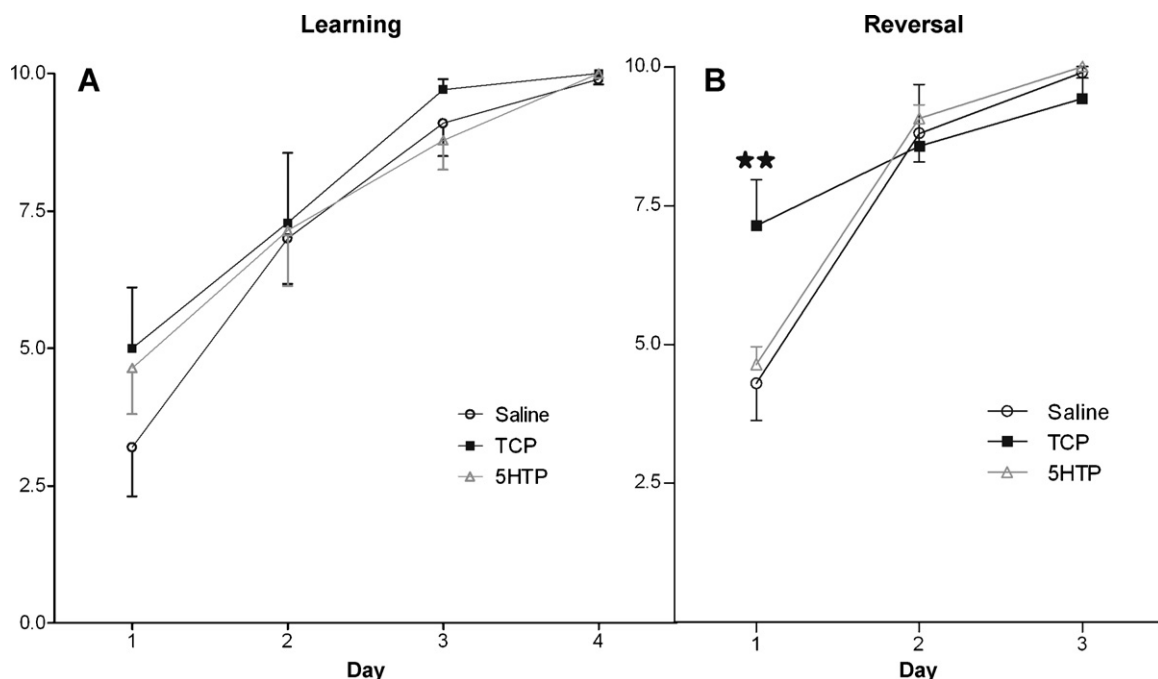 Learning
A
10.0
7.5
5.0
2.5
0.0
1 2 3 4
Day
Saline
TCP
5HTP
Reversal
B
10.0
7.5
5.0
2.5
1 2 3
Day
Saline
TCP
5HTP